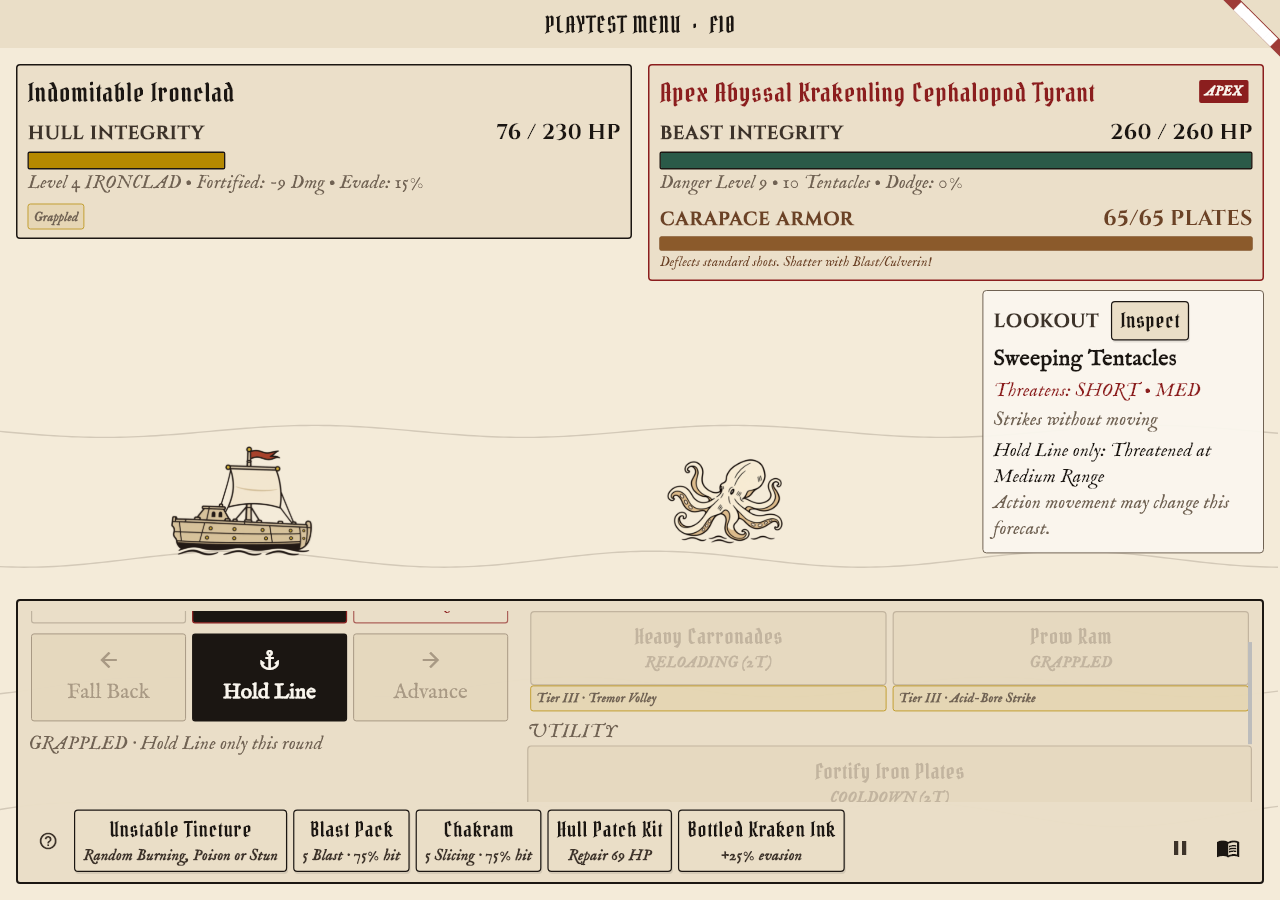 PLAYTEST MENU · F10
Indomitable Ironclad
HULL INTEGRITY 76 / 230 HP
Level 4 IRONCLAD • Fortified: -9 Dmg • Evade: 15%
Grappled
Apex Abyssal Krakenling Cephalopod Tyrant APEX
BEAST INTEGRITY 260 / 260 HP
Danger Level 9 • 10 Tentacles • Dodge: 0%
CARAPACE ARMOR 65/65 PLATES
Deflects standard shots. Shatter with Blast/Culverin!
LOOKOUT Inspect
Sweeping Tentacles
Threatens: SHORT • MED
Strikes without moving
Hold Line only: Threatened at
Medium Range
Action movement may change this
forecast.
Fall Back Hold Line Advance
GRAPPLED · Hold Line only this round
Heavy Carronades Prow Ram
RELOADING (2T) GRAPPLED
Tier III · Tremor Volley Tier III · Acid-Bore Strike
UTILITY
Fortify Iron Plates
COOLDOWN (2T)
Unstable Tincture Blast Pack Chakram Hull Patch Kit Bottled Kraken Ink
Random Burning, Poison or Stun 5 Blast · 75% hit 5 Slicing · 75% hit Repair 69 HP +25% evasion